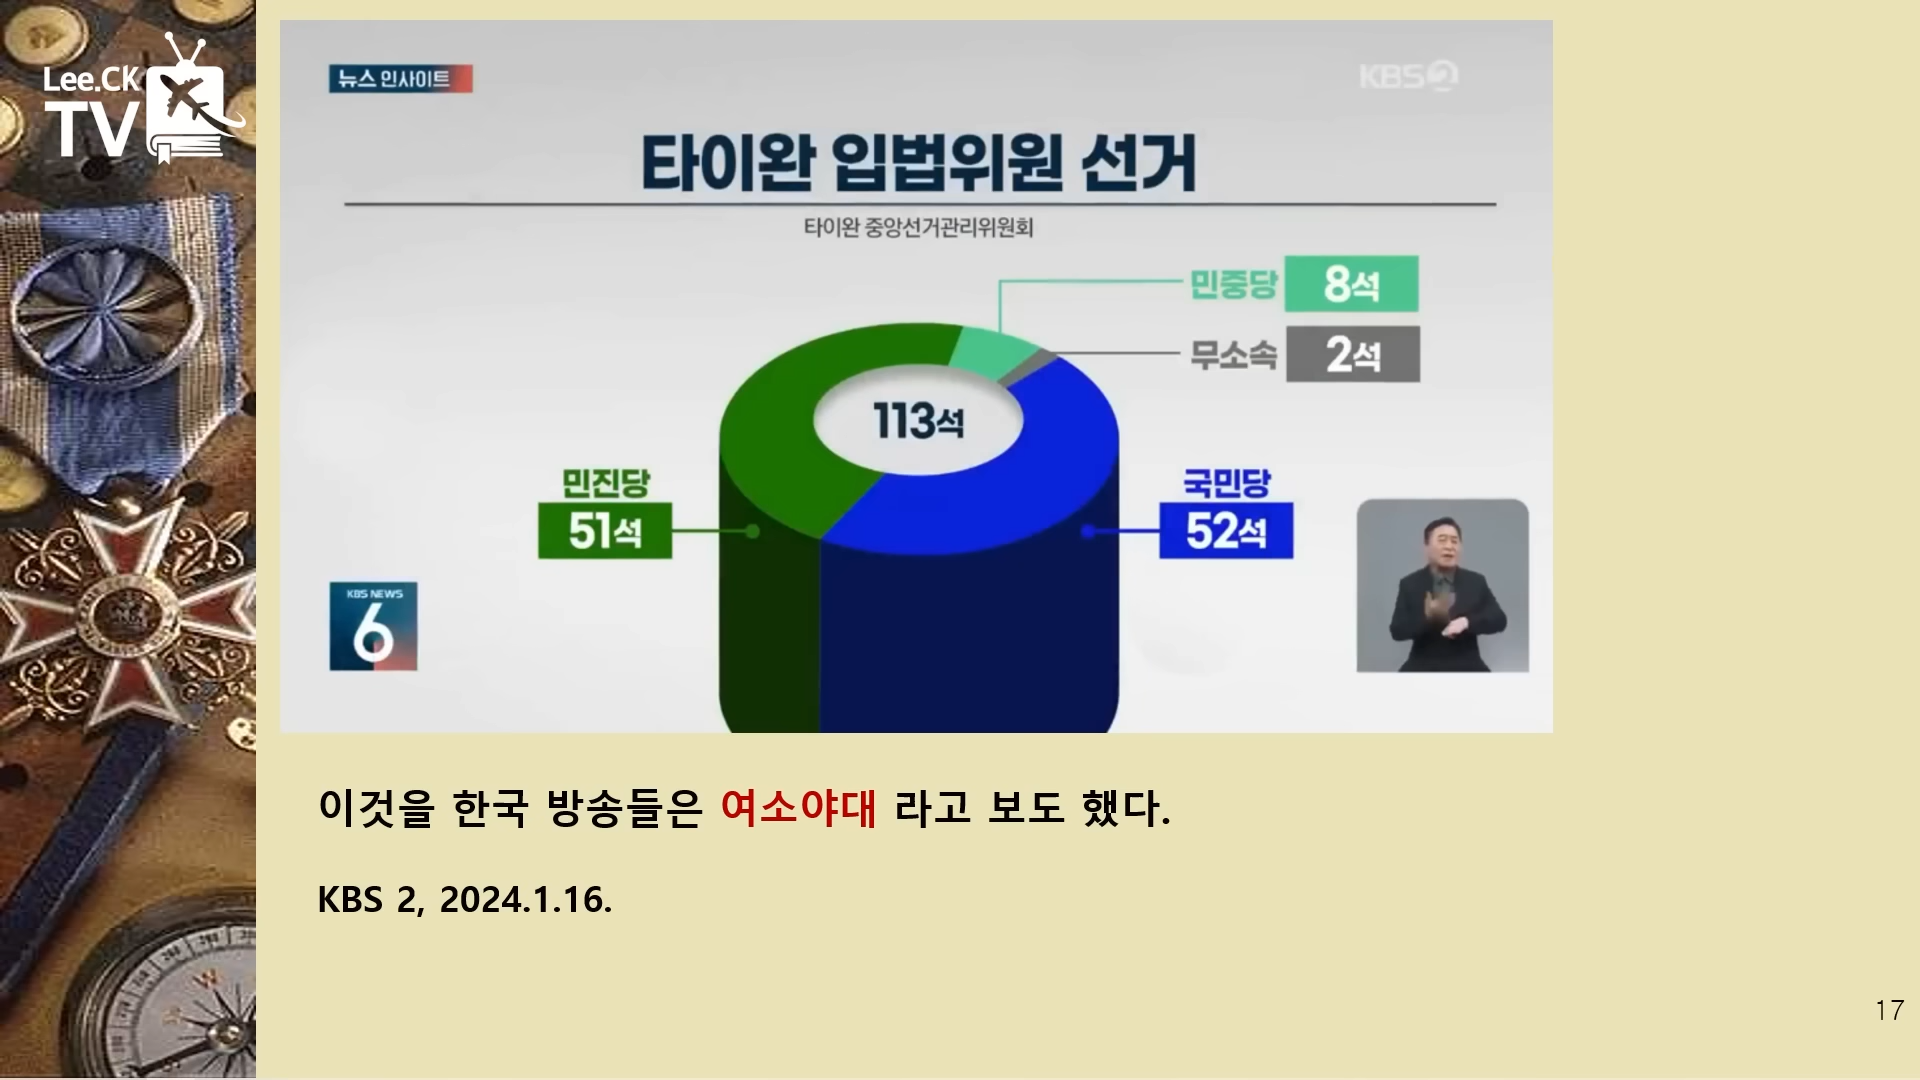 Lee.CK
TV
뉴스 인사이트
KBS2
타이완 입법위원 선거
타이완 중앙선거관리위원회
민중당 8석
무소속 2석
113석
민진당
51석
국민당
52석
KBS NEWS
6
이것을 한국 방송들은 여소야대 라고 보도 했다.
KBS 2, 2024.1.16.
17
W